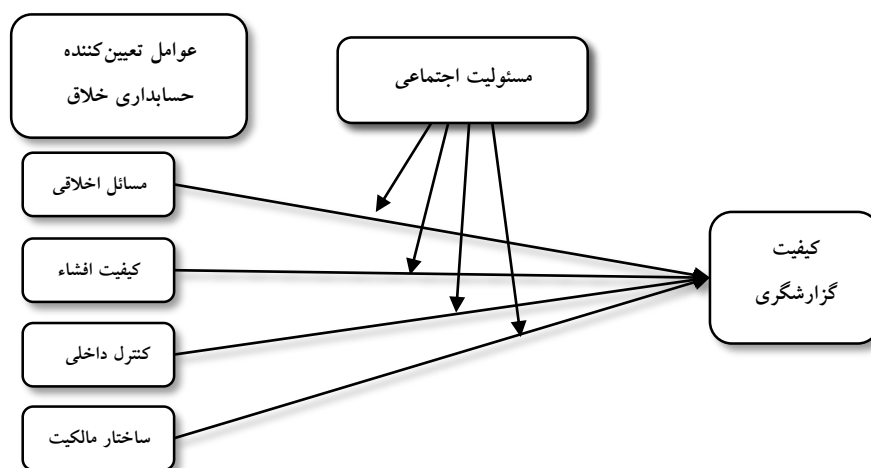 عوامل تعیین‌کننده
حسابداری خلاق
مسئولیت اجتماعی
مسائل اخلاقی
کیفیت افشاء
کنترل داخلی
ساختار مالکیت
کیفیت
گزارشگری